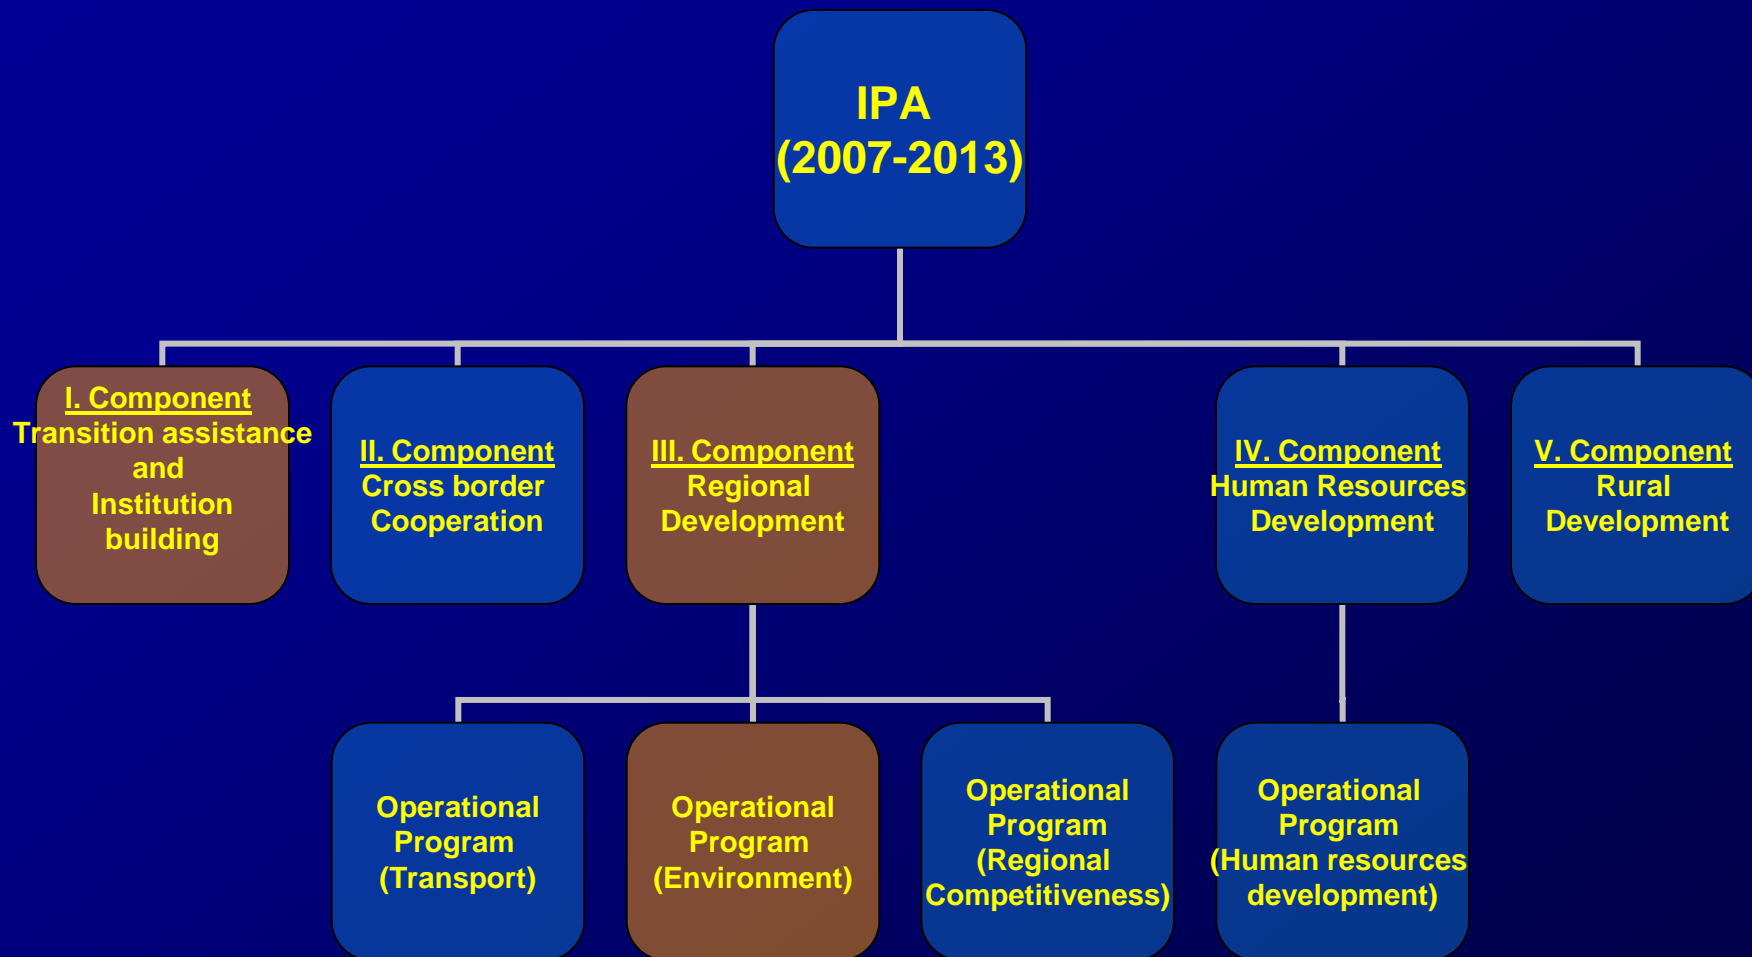 IPA
(2007-2013)
I. Component
Transition assistance
and
Institution
building
II. Component
Cross border
Cooperation
III. Component
Regional
Development
IV. Component
Human Resources
Development
V. Component
Rural
Development
Operational
Program
(Transport)
Operational
Program
(Environment)
Operational
Program
(Regional
Competitiveness)
Operational
Program
(Human resources
development)